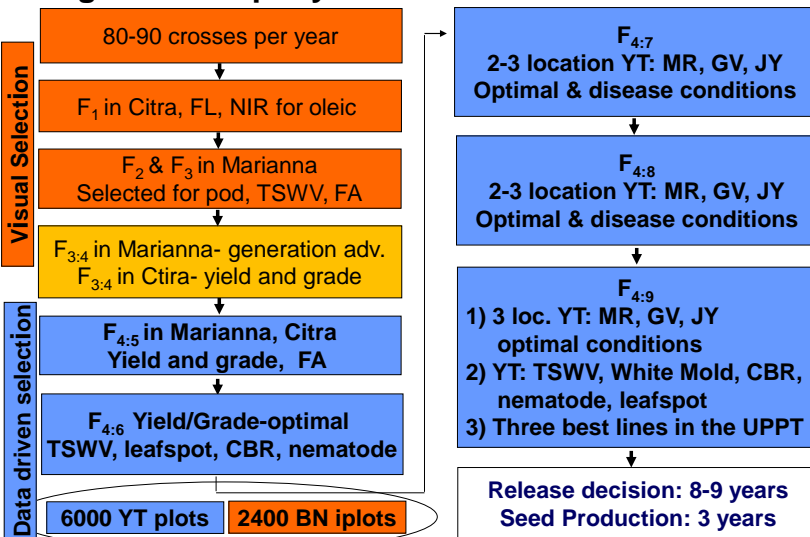 Visual Selection
80-90 crosses per year
F1 in Citra, FL, NIR for oleic
F2 & F3 in Marianna
Selected for pod, TSWV, FA
F3:4 in Marianna- generation adv.
F3:4 in Ctira- yield and grade
Data driven selection
F4:5 in Marianna, Citra
Yield and grade, FA
F4:6 Yield/Grade-optimal
TSWV, leafspot, CBR, nematode
6000 YT plots
2400 BN iplots
F4:7
2-3 location YT: MR, GV, JY
Optimal & disease conditions
F4:8
2-3 location YT: MR, GV, JY
Optimal & disease conditions
F4:9
1) 3 loc. YT: MR, GV, JY
optimal conditions
2) YT: TSWV, White Mold, CBR,
nematode, leafspot
3) Three best lines in the UPPT
Release decision: 8-9 years
Seed Production: 3 years